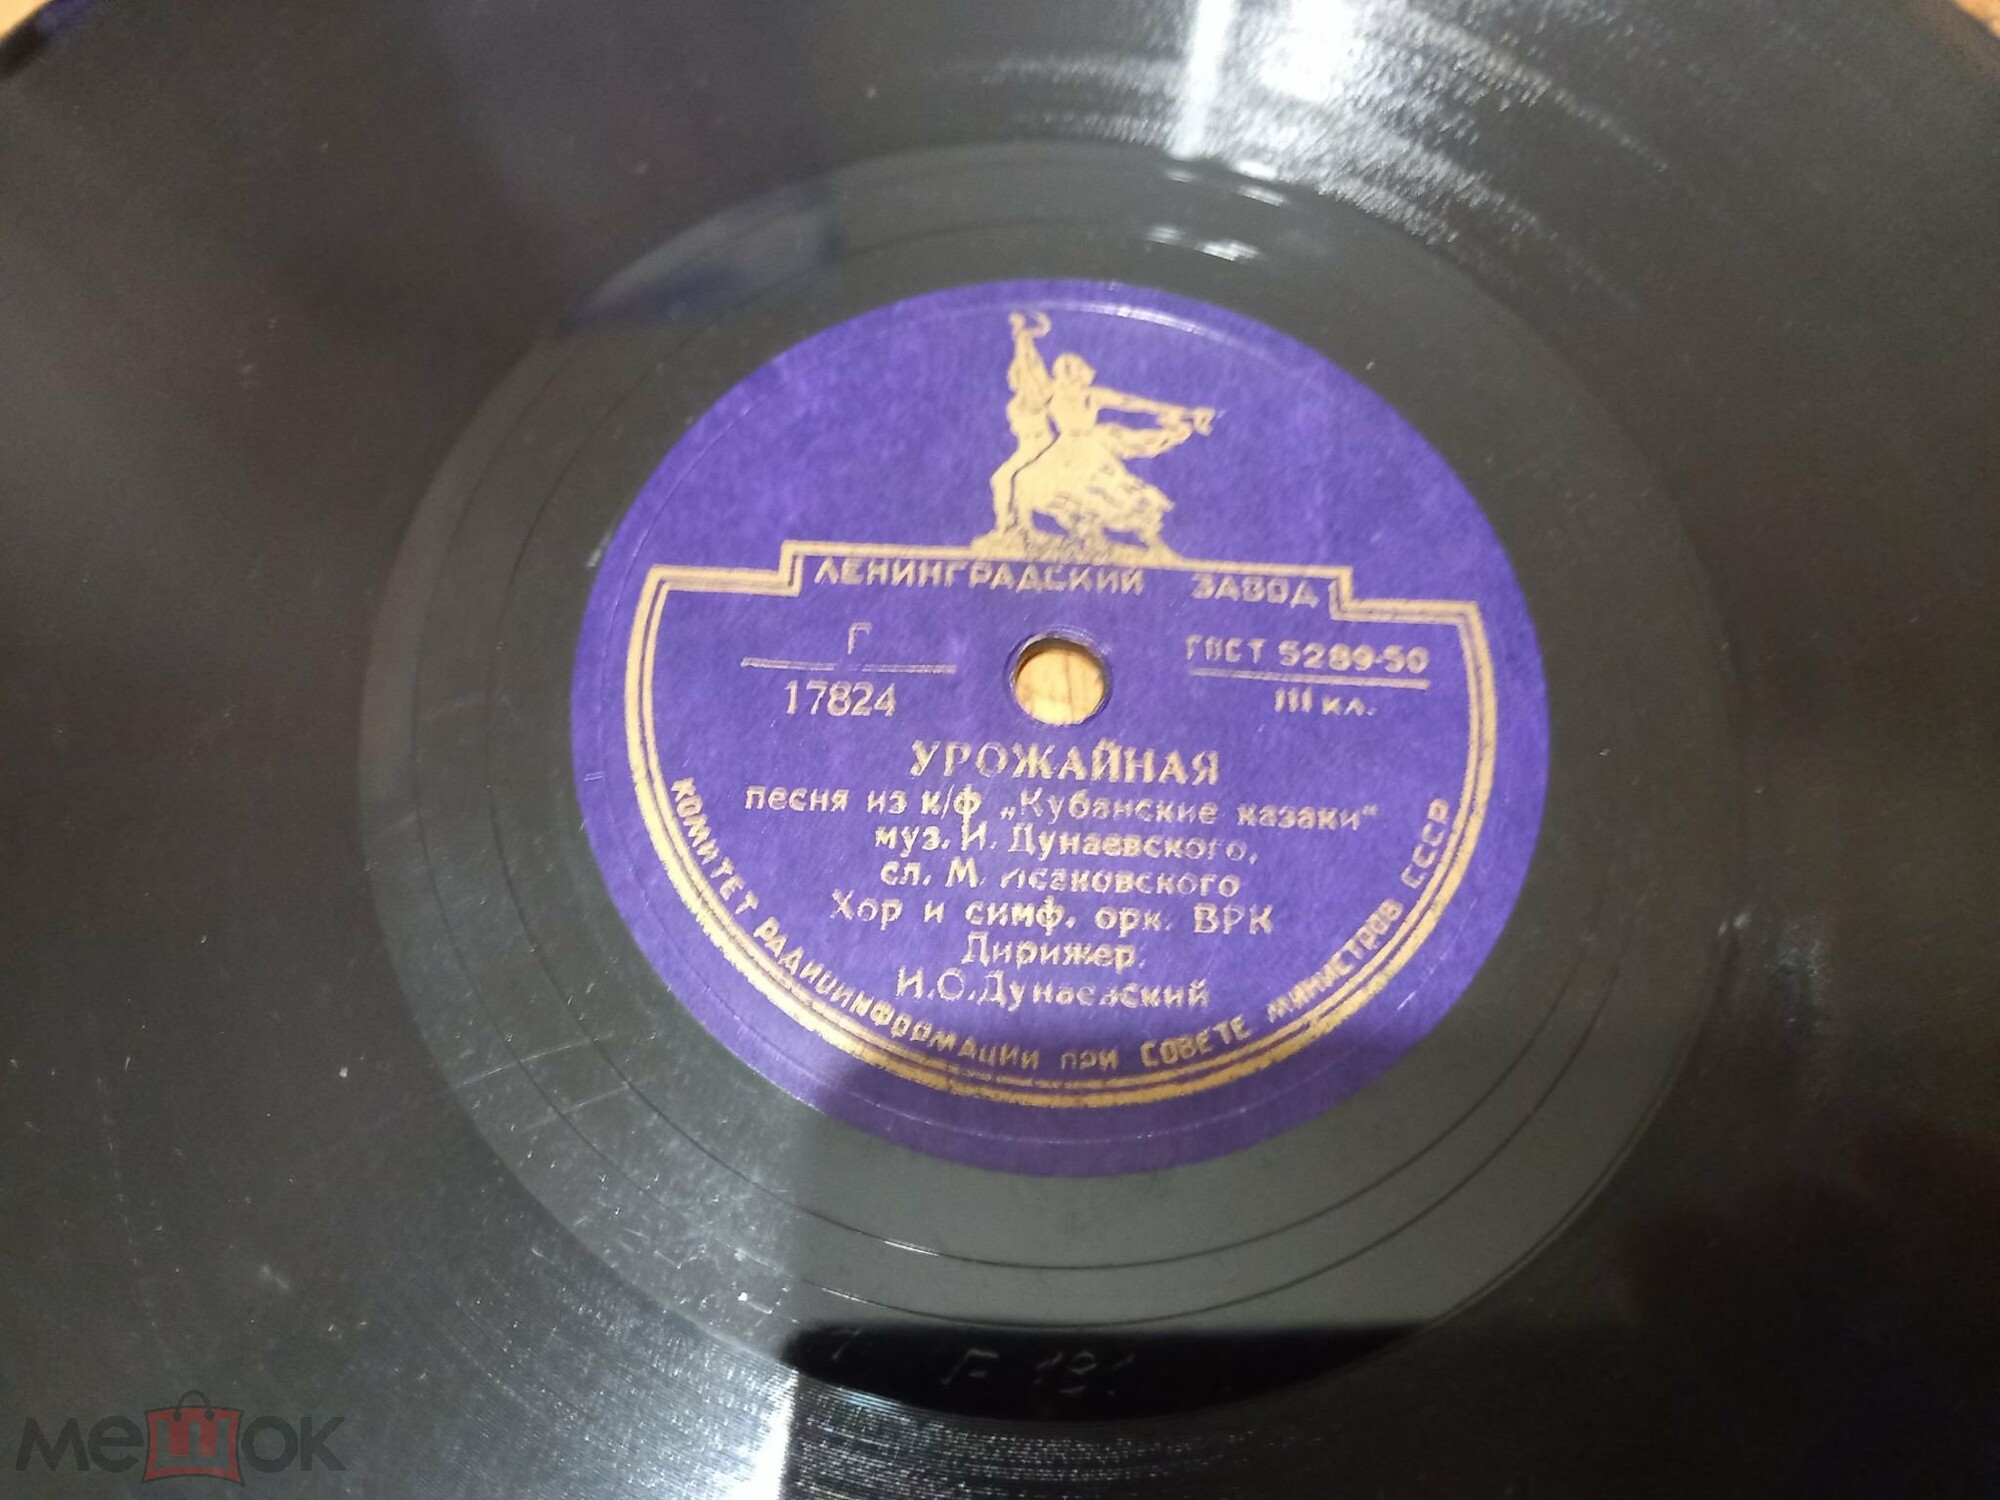 ЛЕНИНГРАДСКИЙ ЗАВОД
Г
17824
ГОСТ 5289-50
III кл.
УРОЖАЙНАЯ
песня из к/ф „Кубанские казаки“
муз. И. Дунаевского,
сл. М. Исаковского
Хор и симф. орк. ВРК
Дирижер
И.О.Дунаевский
КОМИТЕТ РАДИОИНФОРМАЦИИ при СОВЕТЕ МИНИСТРОВ СССР
мешок